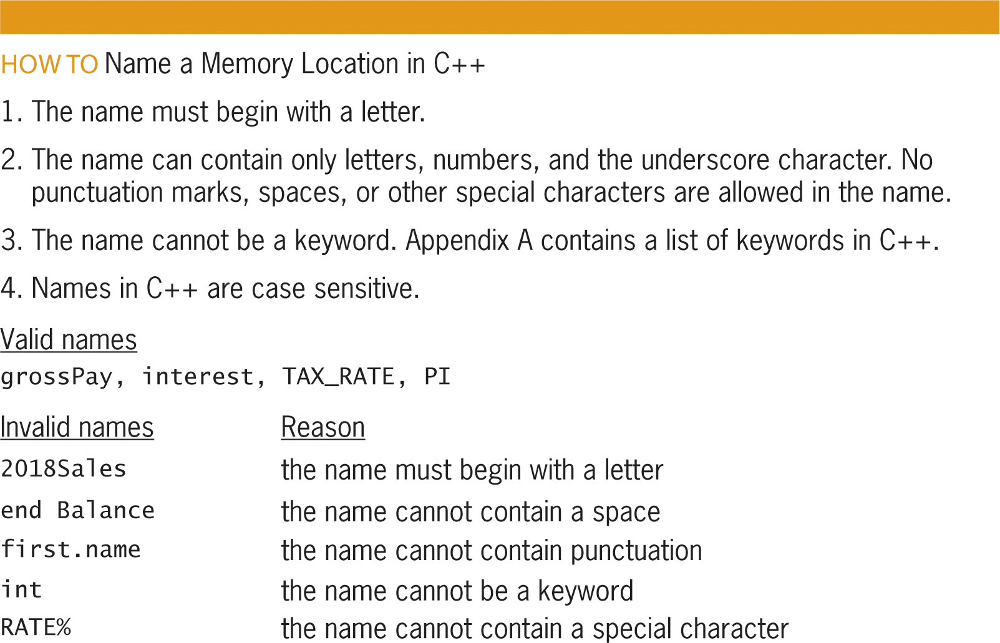 HOW TO Name a Memory Location in C++
1. The name must begin with a letter.
2. The name can contain only letters, numbers, and the underscore character. No
punctuation marks, spaces, or other special characters are allowed in the name.
3. The name cannot be a keyword. Appendix A contains a list of keywords in C++.
4. Names in C++ are case sensitive.
Valid names
grossPay, interest, TAX_RATE, PI
Invalid names Reason
2018Sales the name must begin with a letter
end Balance the name cannot contain a space
first.name the name cannot contain punctuation
int the name cannot be a keyword
RATE% the name cannot contain a special character